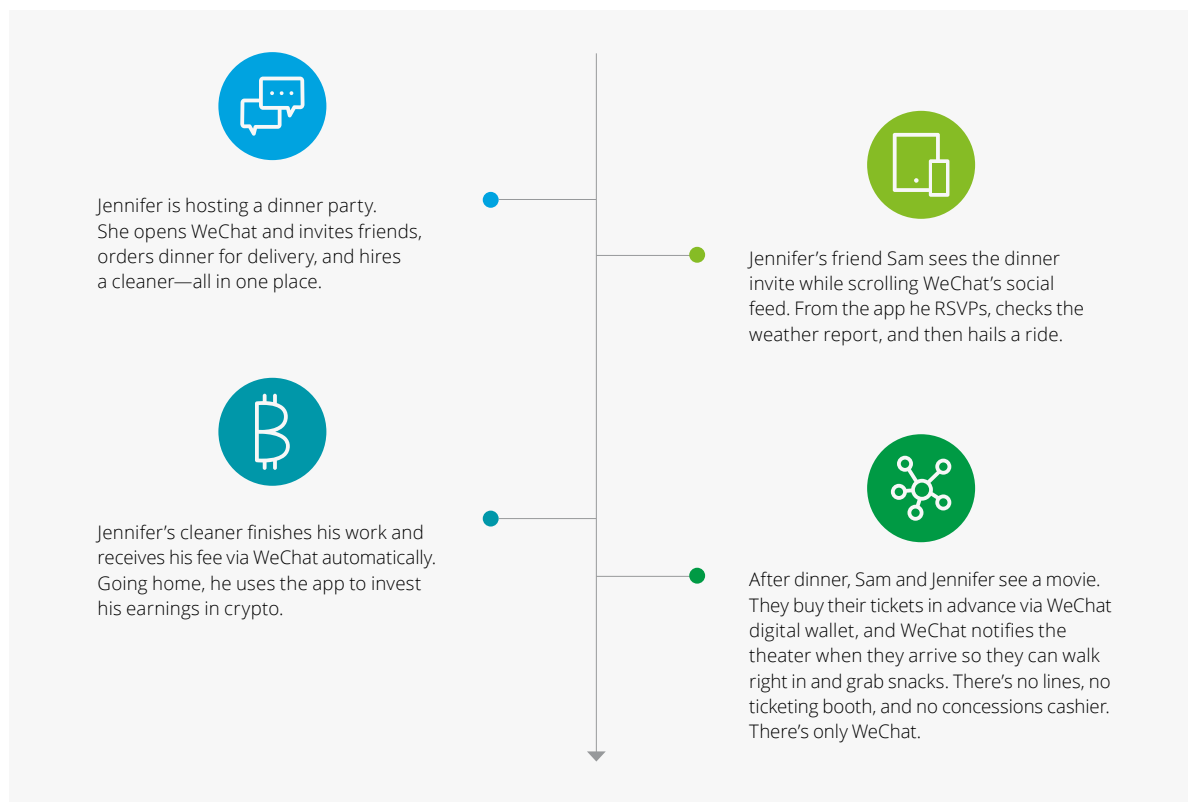 Jennifer is hosting a dinner party.
She opens WeChat and invites friends,
orders dinner for delivery, and hires
a cleaner—all in one place.
Jennifer’s friend Sam sees the dinner
invite while scrolling WeChat’s social
feed. From the app he RSVPs, checks the
weather report, and then hails a ride.
Jennifer’s cleaner finishes his work and
receives his fee via WeChat automatically.
Going home, he uses the app to invest
his earnings in crypto.
After dinner, Sam and Jennifer see a movie.
They buy their tickets in advance via WeChat
digital wallet, and WeChat notifies the
theater when they arrive so they can walk
right in and grab snacks. There’s no lines, no
ticketing booth, and no concessions cashier.
There’s only WeChat.